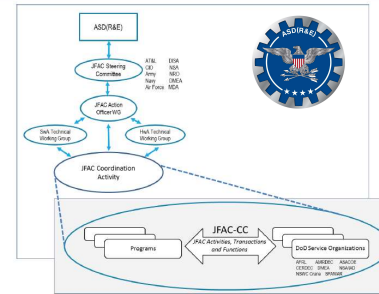 ASD(R&E)
ASD(R&E)
JFAC Steering
Committee
AT&L DISA
CIO NSA
Army NRO
Navy DMEA
Air Force MDA
JFAC Action
Officer WG
SwA Technical
Working Group
HwA Technical
Working Group
JFAC Coordination
Activity
JFAC-CC
JFAC Activities, Transactions
and Functions
Programs
DoD Service Organizations
AFRL AMRDEC
CERDEC DMEA
NSWC Crane SPAWAR